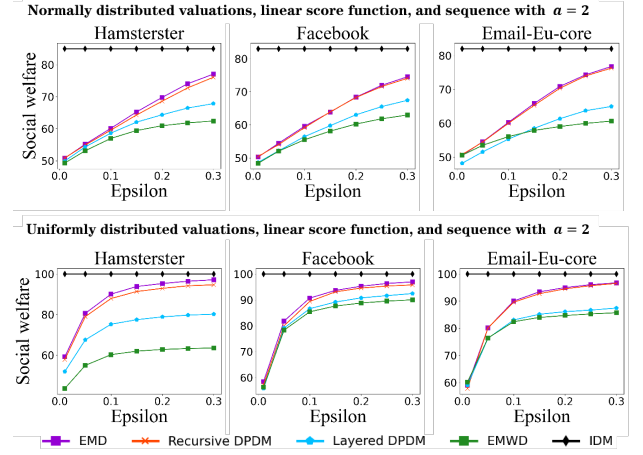 Normally distributed valuations, linear score function, and sequence with a = 2
Hamsterster
Facebook
Email-Eu-core
Social welfare
80
70
60
50
0.0 0.1 0.2 0.3
Epsilon
80
70
60
50
0.0 0.1 0.2 0.3
Epsilon
80
70
60
50
0.0 0.1 0.2 0.3
Epsilon
Uniformly distributed valuations, linear score function, and sequence with a = 2
Hamsterster
Facebook
Email-Eu-core
Social welfare
100
80
60
0.0 0.1 0.2 0.3
Epsilon
100
90
80
70
60
0.0 0.1 0.2 0.3
Epsilon
100
90
80
70
60
0.0 0.1 0.2 0.3
Epsilon
EMD Recursive DPDM Layered DPDM EMWD IDM